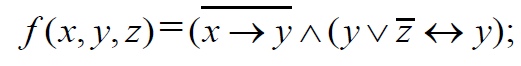 f(x, y, z)=(\overline{x → y} ∧ (y ∨ \overline{z} ↔ y);